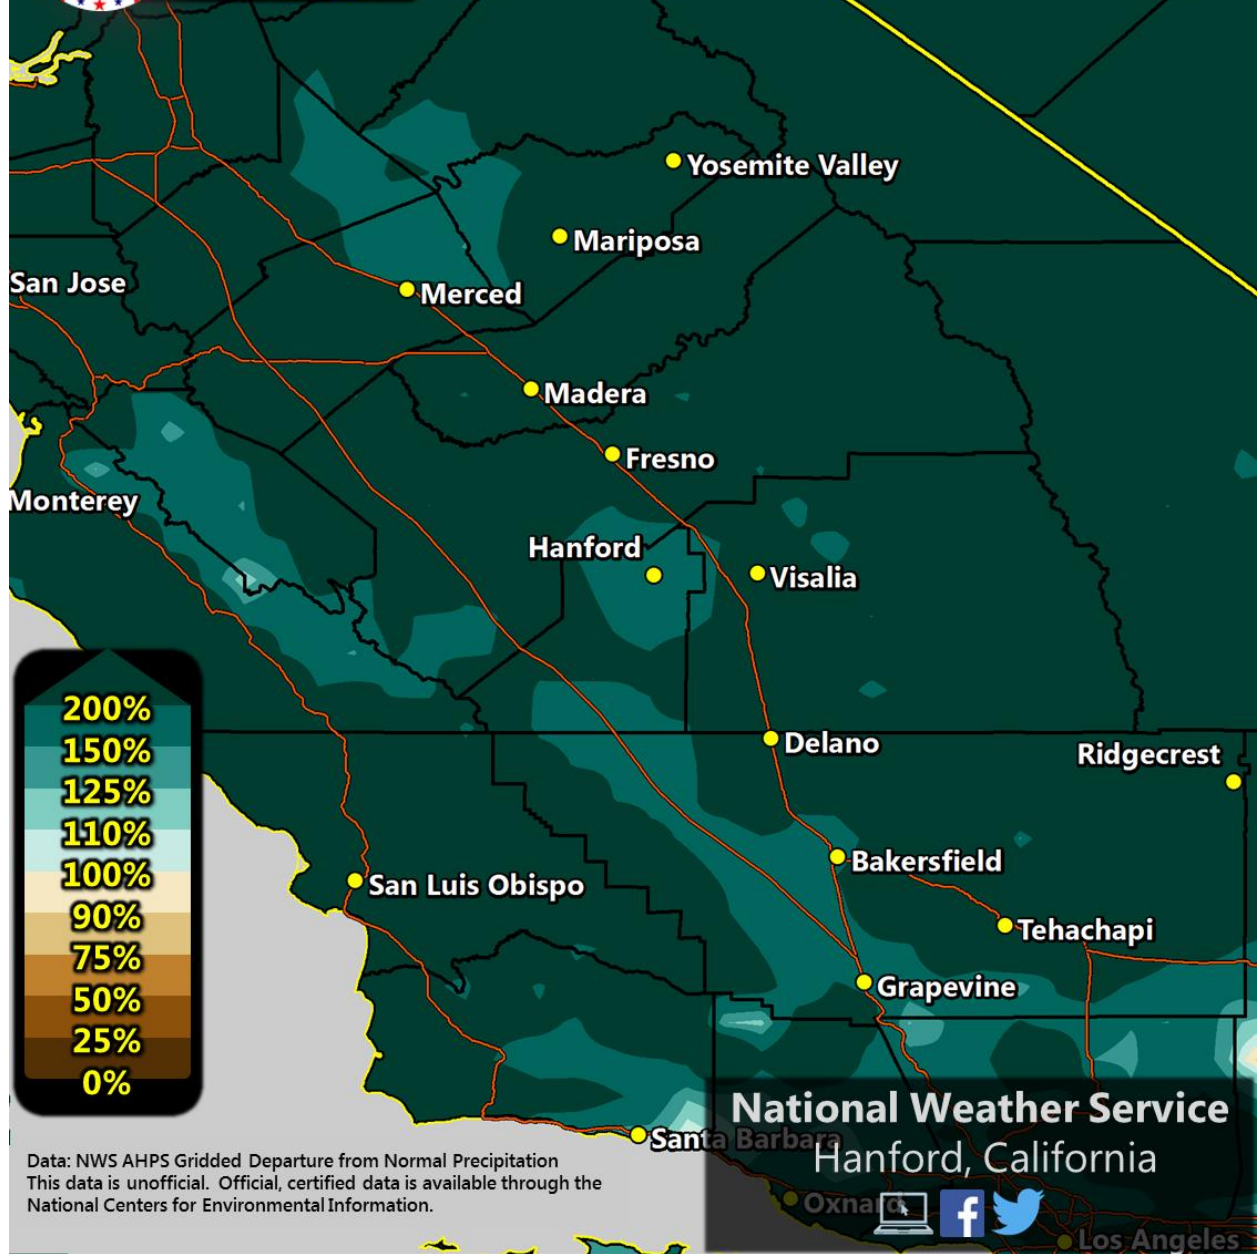 Yosemite Valley
Mariposa
San Jose
Merced
Madera
Fresno
Monterey
Hanford
Visalia
Delano
Ridgecrest
200%
150%
125%
110%
100%
90%
75%
50%
25%
0%
Bakersfield
San Luis Obispo
Tehachapi
Grapevine
Santa Barbara
Oxnard
Los Angeles
National Weather Service
Hanford, California
f
Data: NWS AHPS Gridded Departure from Normal Precipitation
This data is unofficial.  Official, certified data is available through the
National Centers for Environmental Information.